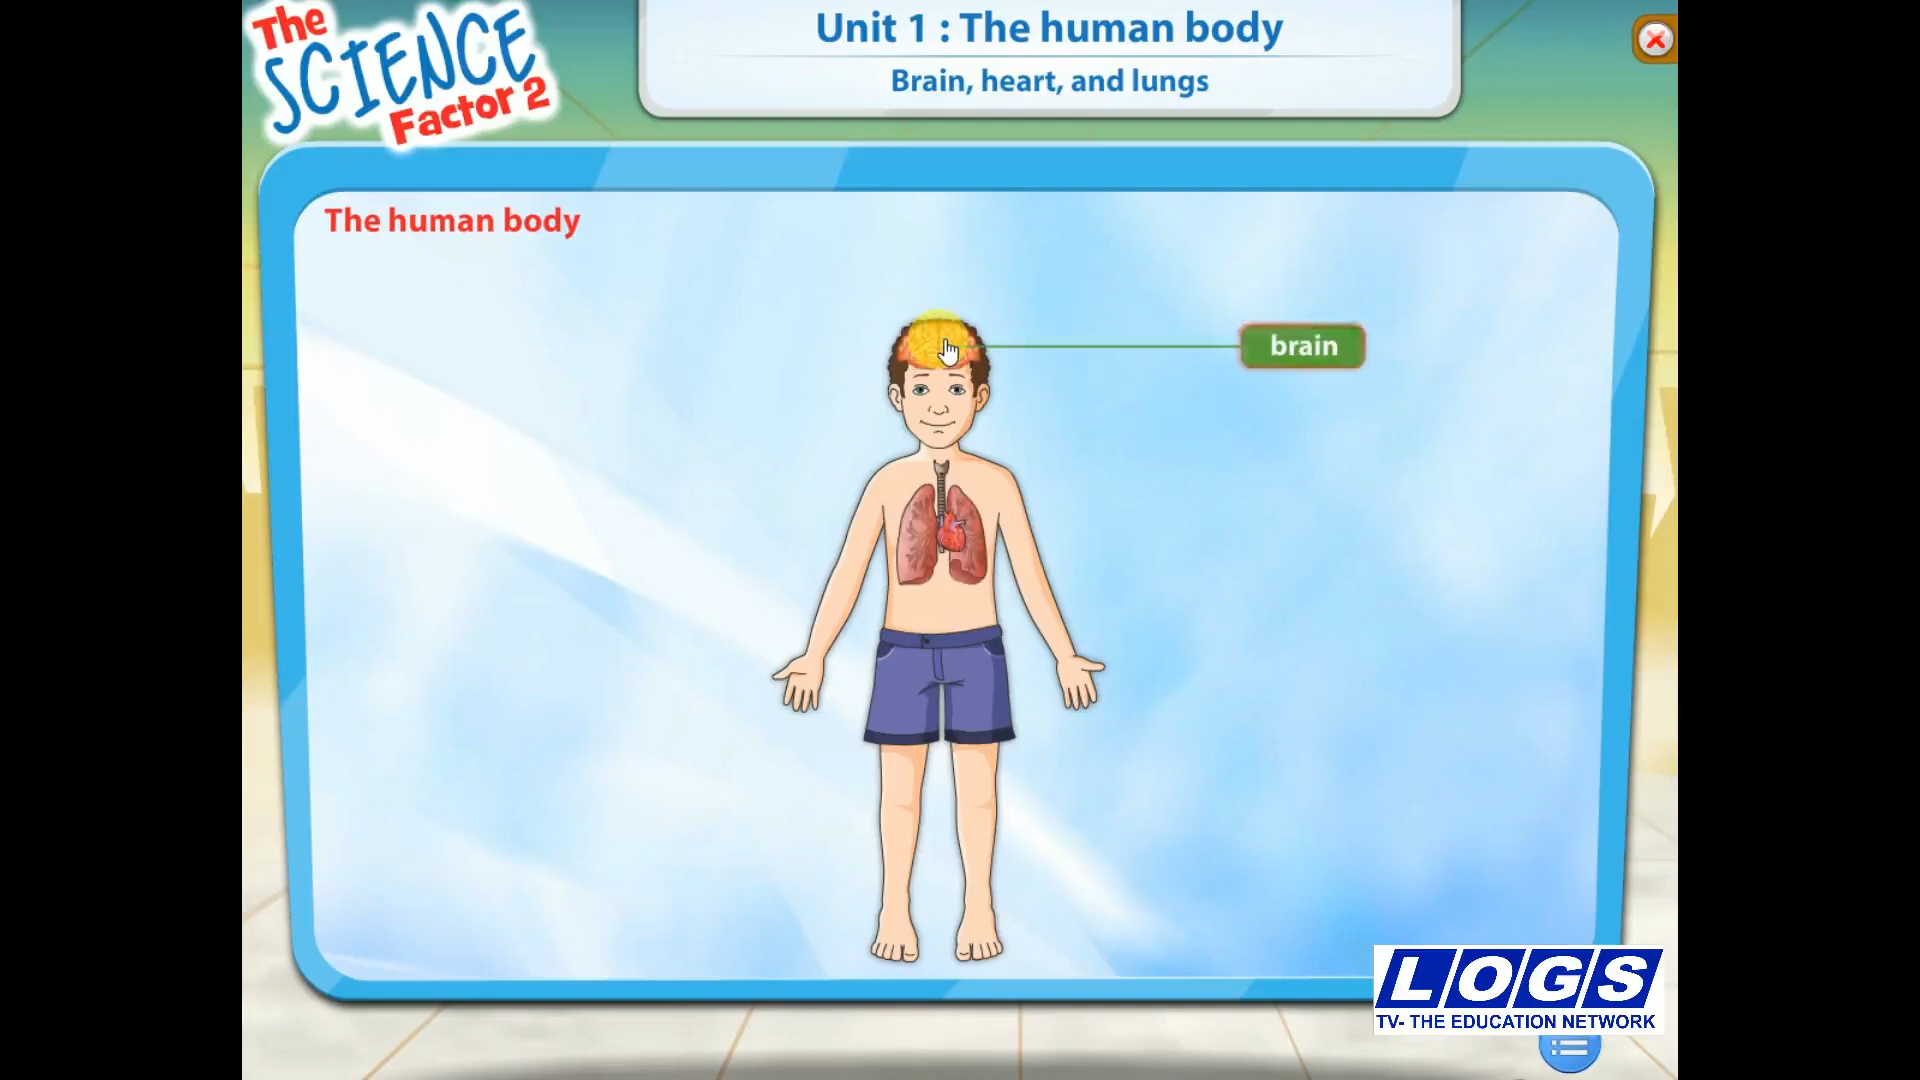 The
SCIENCE
Factor 2
Unit 1 : The human body
Brain, heart, and lungs
The human body
brain
LOGS
TV- THE EDUCATION NETWORK